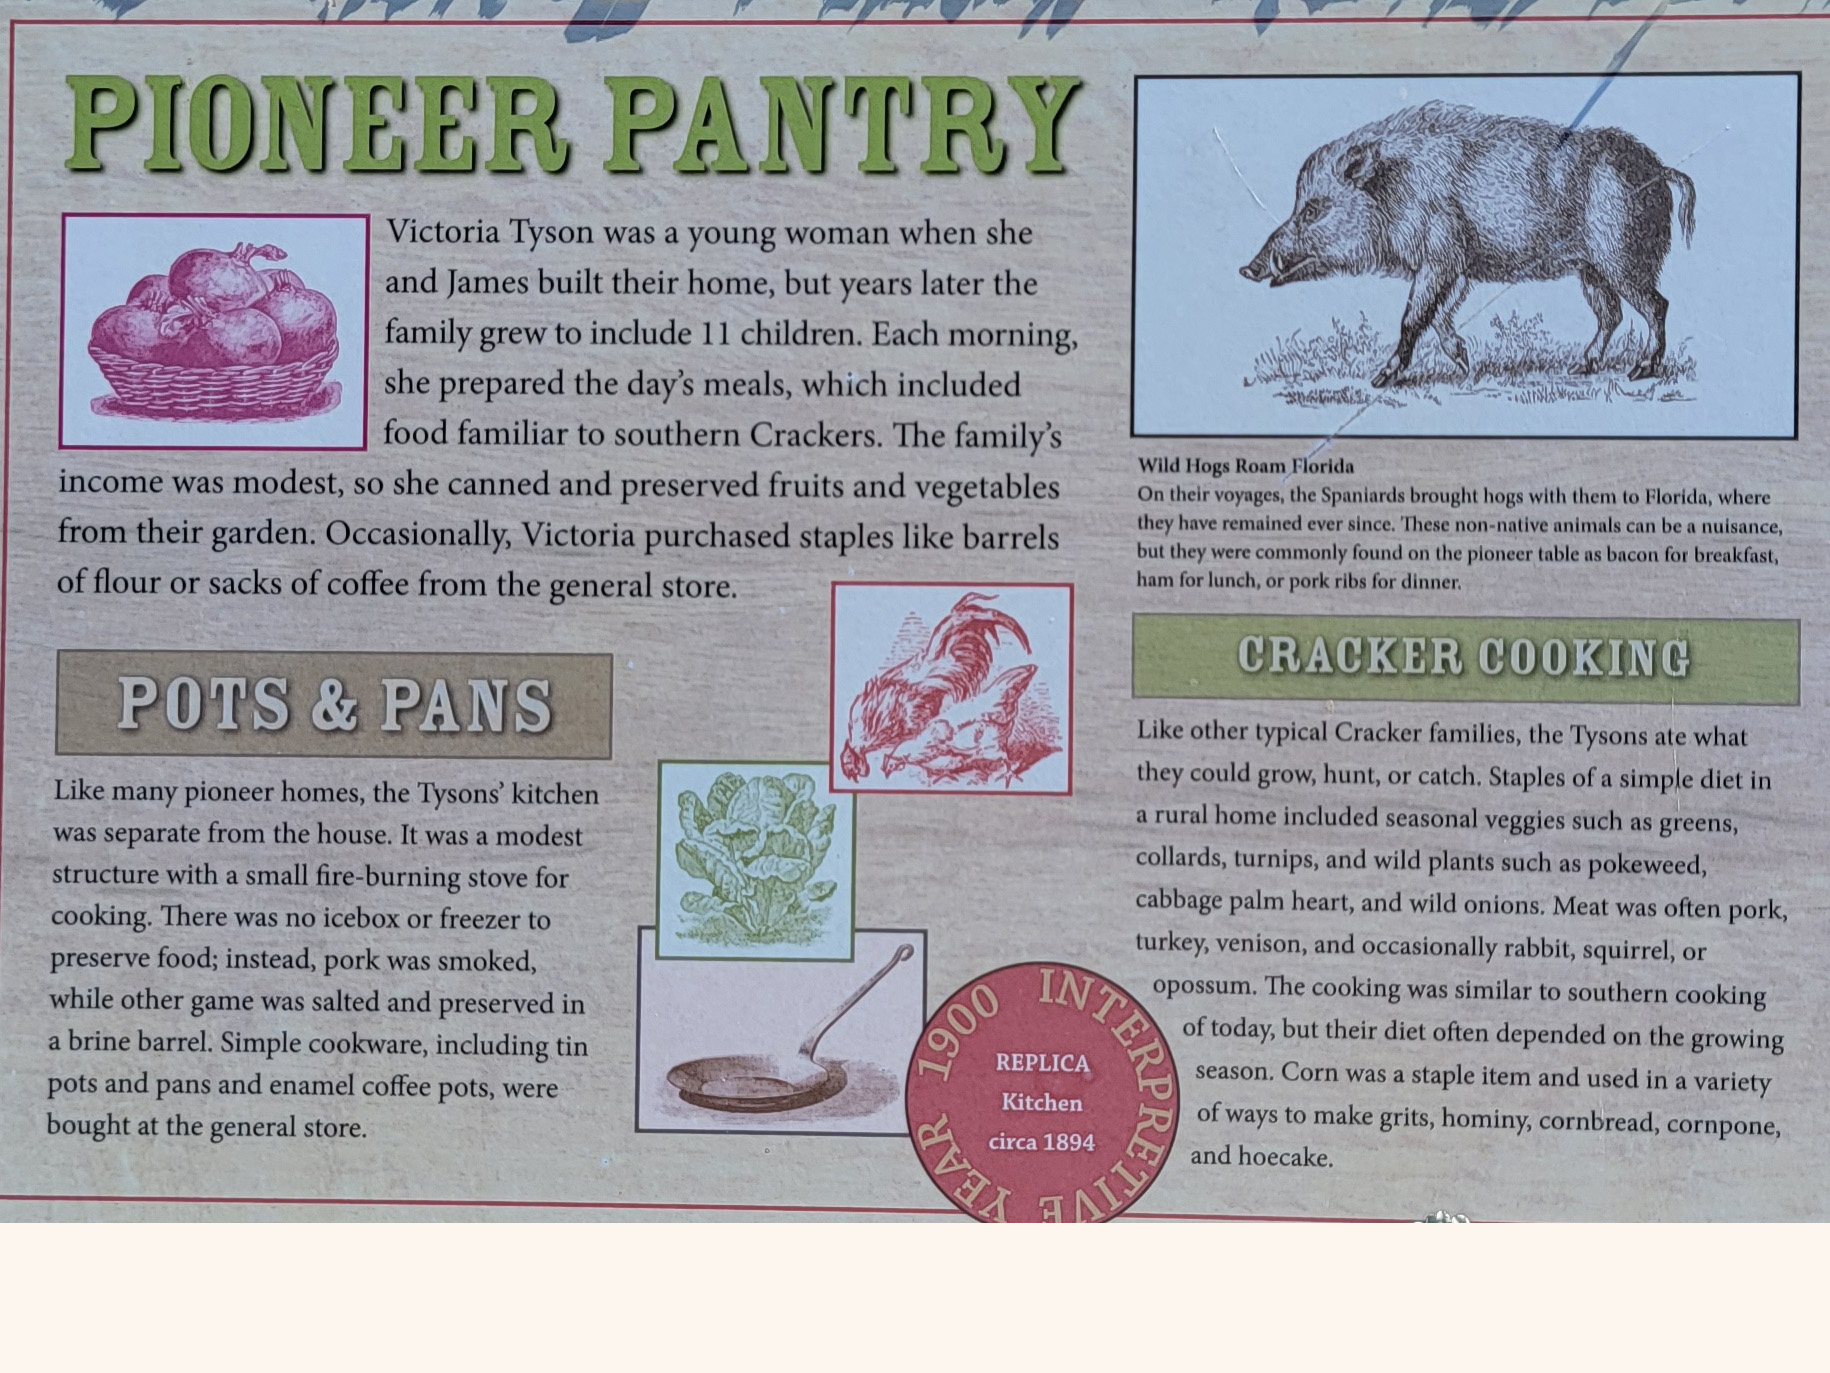 PIONEER PANTRY
Victoria Tyson was a young woman when she
and James built their home, but years later the
family grew to include 11 children. Each morning,
she prepared the day's meals, which included
food familiar to southern Crackers. The family's
income was modest, so she canned and preserved fruits and vegetables
from their garden. Occasionally, Victoria purchased staples like barrels
of flour or sacks of coffee from the general store.
POTS & PANS
Like many pioneer homes, the Tysons' kitchen
was separate from the house. It was a modest
structure with a small fire-burning stove for
cooking. There was no icebox or freezer to
preserve food; instead, pork was smoked,
while other game was salted and preserved in
a brine barrel. Simple cookware, including tin
pots and pans and enamel coffee pots, were
bought at the general store.
Wild Hogs Roam Florida
On their voyages, the Spaniards brought hogs with them to Florida, where
they have remained ever since. These non-native animals can be a nuisance,
but they were commonly found on the pioneer table as bacon for breakfast,
ham for lunch, or pork ribs for dinner.
CRACKER COOKING
Like other typical Cracker families, the Tysons ate what
they could grow, hunt, or catch. Staples of a simple diet in
a rural home included seasonal veggies such as greens,
collards, turnips, and wild plants such as pokeweed,
cabbage palm heart, and wild onions. Meat was often pork,
turkey, venison, and occasionally rabbit, squirrel, or
opossum. The cooking was similar to southern cooking
of today, but their diet often depended on the growing
season. Corn was a staple item and used in a variety
of ways to make grits, hominy, cornbread, cornpone,
and hoecake.
INTERPRETIVE YEAR 1900
REPLICA
Kitchen
circa 1894